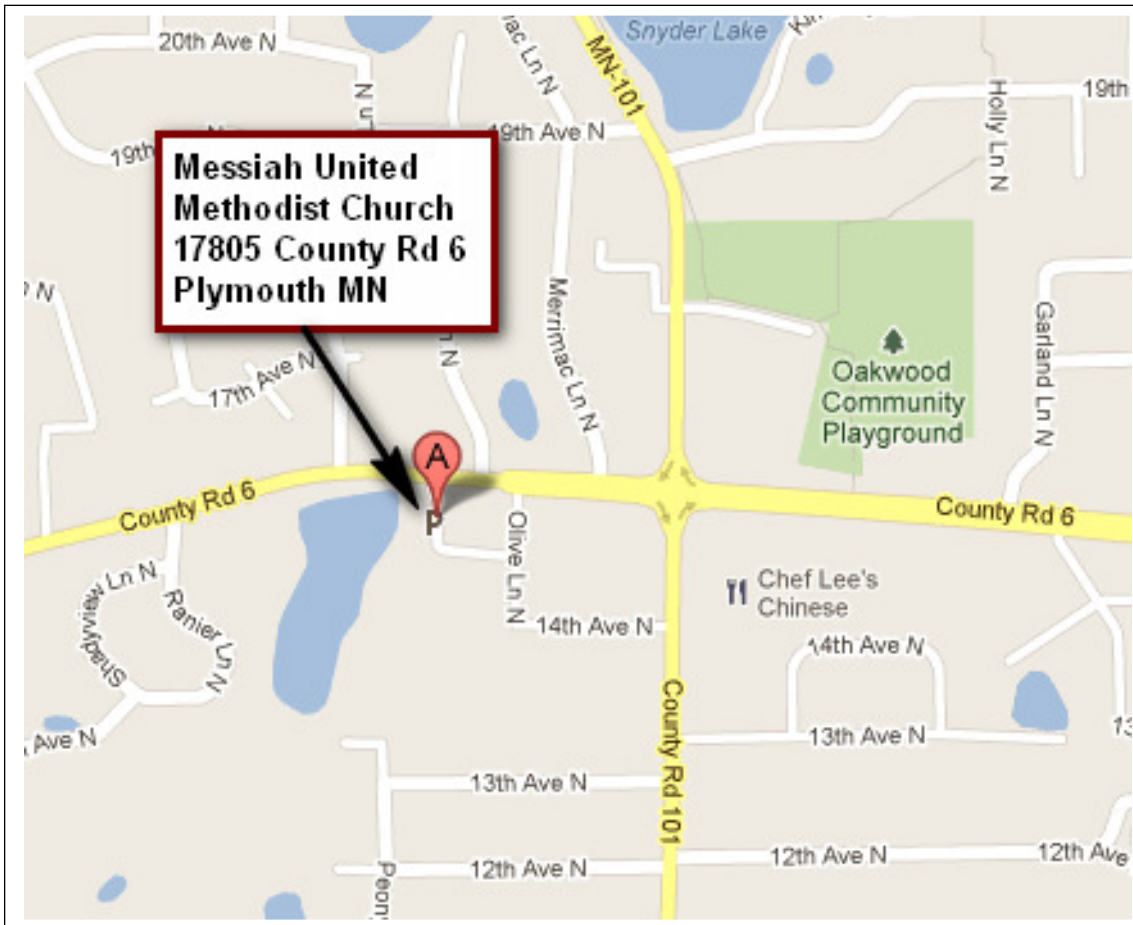 Snyder Lake
20th Ave N
MN-101
Ln N
Holly Ln N
19th
19th Ave N
Messiah United
Methodist Church
17805 County Rd 6
Plymouth MN
Merrimac Ln N
Garland Ln N
Oakwood
Community
Playground
17th Ave N
A
County Rd 6
County Rd 6
P
Olive Ln N
Chef Lee's
Chinese
Shadyview Ln N
Ranier Ln N
14th Ave N
14th Ave N
Ave N
County Rd 101
13th Ave N
13
13th Ave N
12th Ave N
12th Ave N
12th Ave
Peony